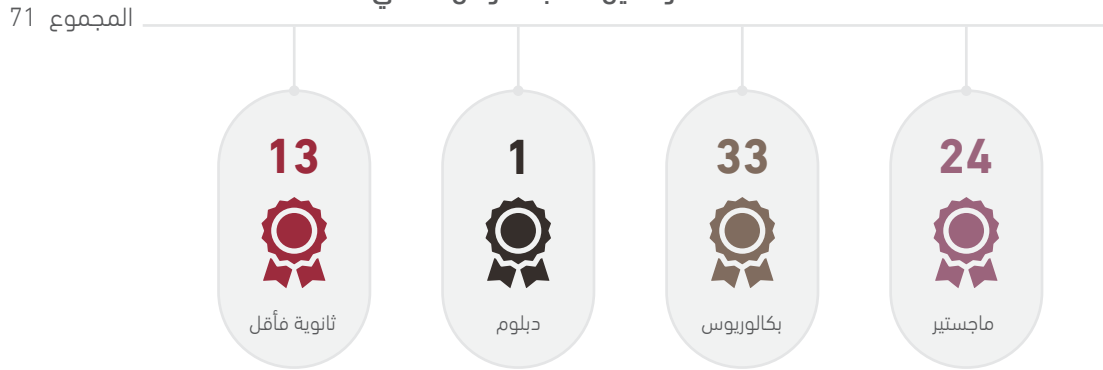 المجموع 71
24
33
1
13
ماجستير
بكالوريوس
دبلوم
ثانوية فأقل